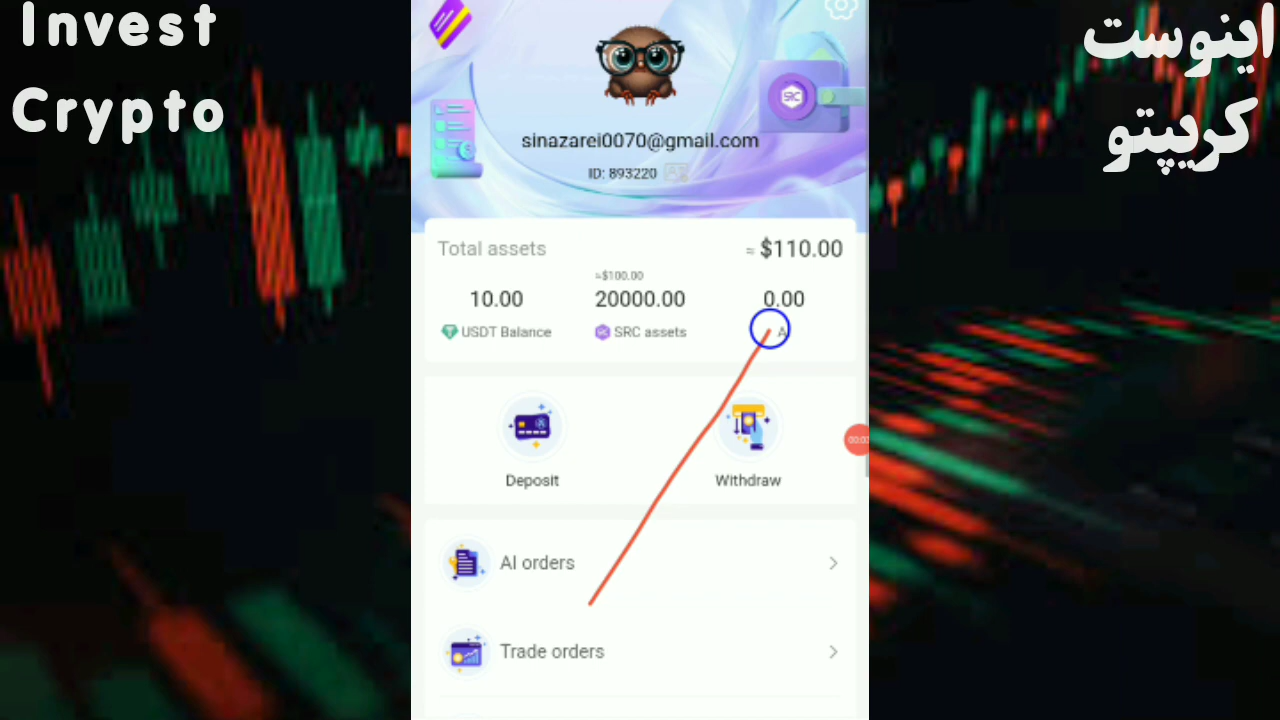 Invest
Crypto
اینوست
کریپتو
sinazarei0070@gmail.com
ID: 893220
Total assets
≈ $110.00
≈$100.00
10.00
20000.00
0.00
USDT Balance
SRC assets
A
Deposit
Withdraw
AI orders
Trade orders